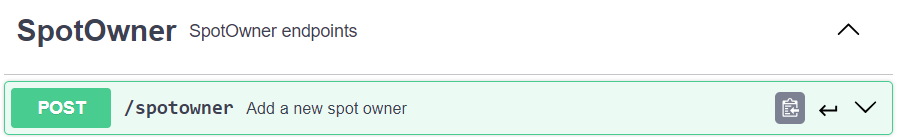 SpotOwner SpotOwner endpoints
POST /spotowner Add a new spot owner